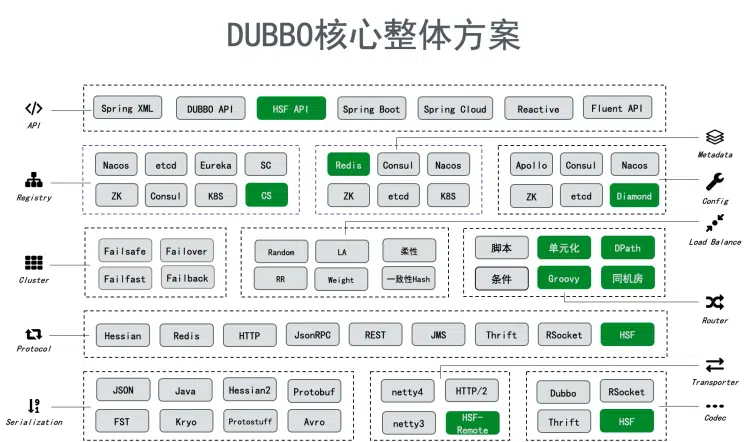 DUBBO核心整体方案
API
Spring XML
DUBBO API
HSF API
Spring Boot
Spring Cloud
Reactive
Fluent API
Registry
Nacos
etcd
Eureka
SC
ZK
Consul
K8S
CS
Redis
Consul
Nacos
ZK
etcd
K8S
Metadata
Apollo
Consul
Nacos
ZK
etcd
Diamond
Config
Load Balance
Cluster
Failsafe
Failover
Failfast
Failback
Random
LA
柔性
RR
Weight
一致性Hash
脚本
单元化
DPath
条件
Groovy
同机房
Router
Protocol
Hessian
Redis
HTTP
JsonRPC
REST
JMS
Thrift
RSocket
HSF
Transporter
Serialization
JSON
Java
Hessian2
Protobuf
FST
Kryo
Protostuff
Avro
netty4
HTTP/2
netty3
HSF-
Remote
Dubbo
RSocket
Thrift
HSF
Codec